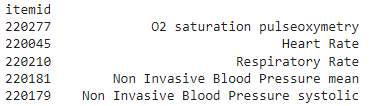 itemid
220277 O2 saturation pulseoxymetry
220045 Heart Rate
220210 Respiratory Rate
220181 Non Invasive Blood Pressure mean
220179 Non Invasive Blood Pressure systolic